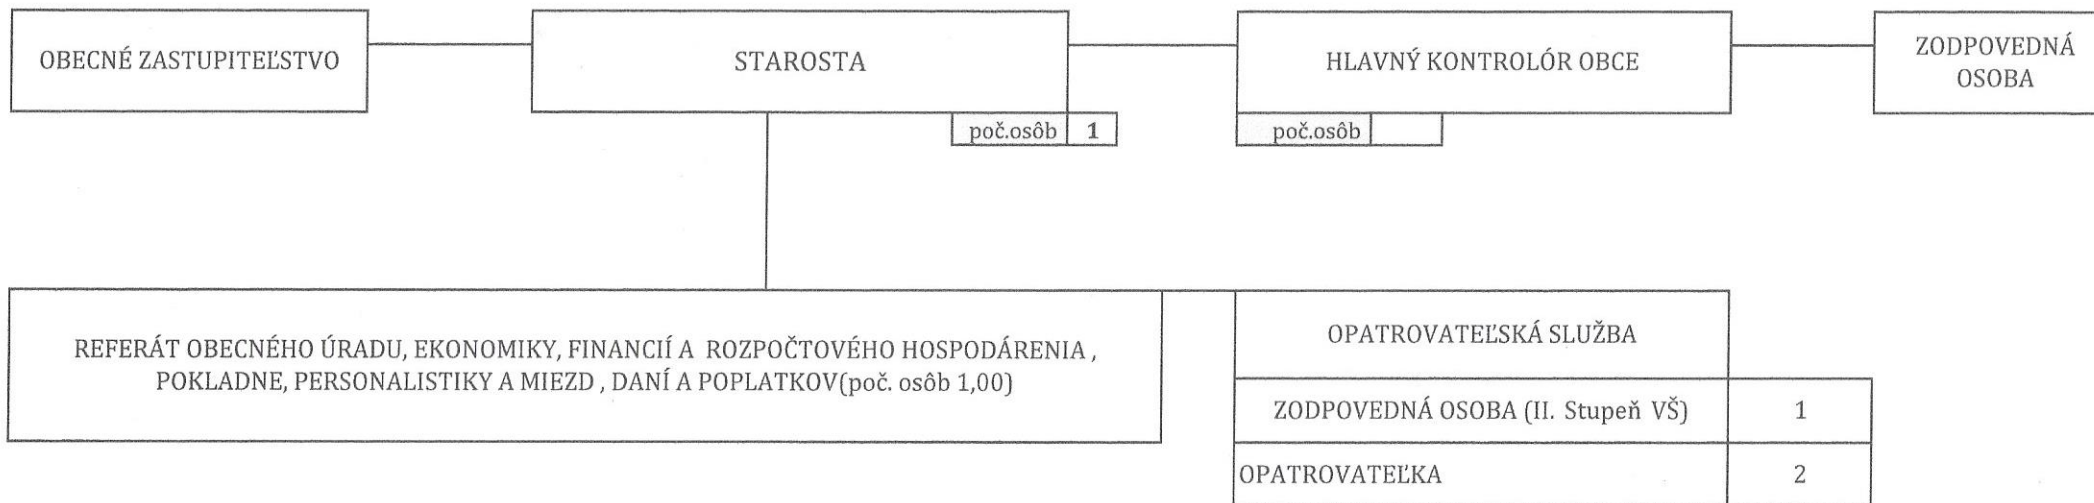 OBECNÉ ZASTUPITEĽSTVO
STAROSTA
poč.osôb 1
HLAVNÝ KONTROLÓR OBCE
poč.osôb
ZODPOVEDNÁ
OSOBA
REFERÁT OBECNÉHO ÚRADU, EKONOMIKY, FINANCIÍ A ROZPOČTOVÉHO HOSPODÁRENIA ,
POKLADNE, PERSONALISTIKY A MIEZD , DANÍ A POPLATKOV(poč. osôb 1,00)
OPATROVATEĽSKÁ SLUŽBA
ZODPOVEDNÁ OSOBA (II. Stupeň VŠ) 1
OPATROVATEĽKA 2